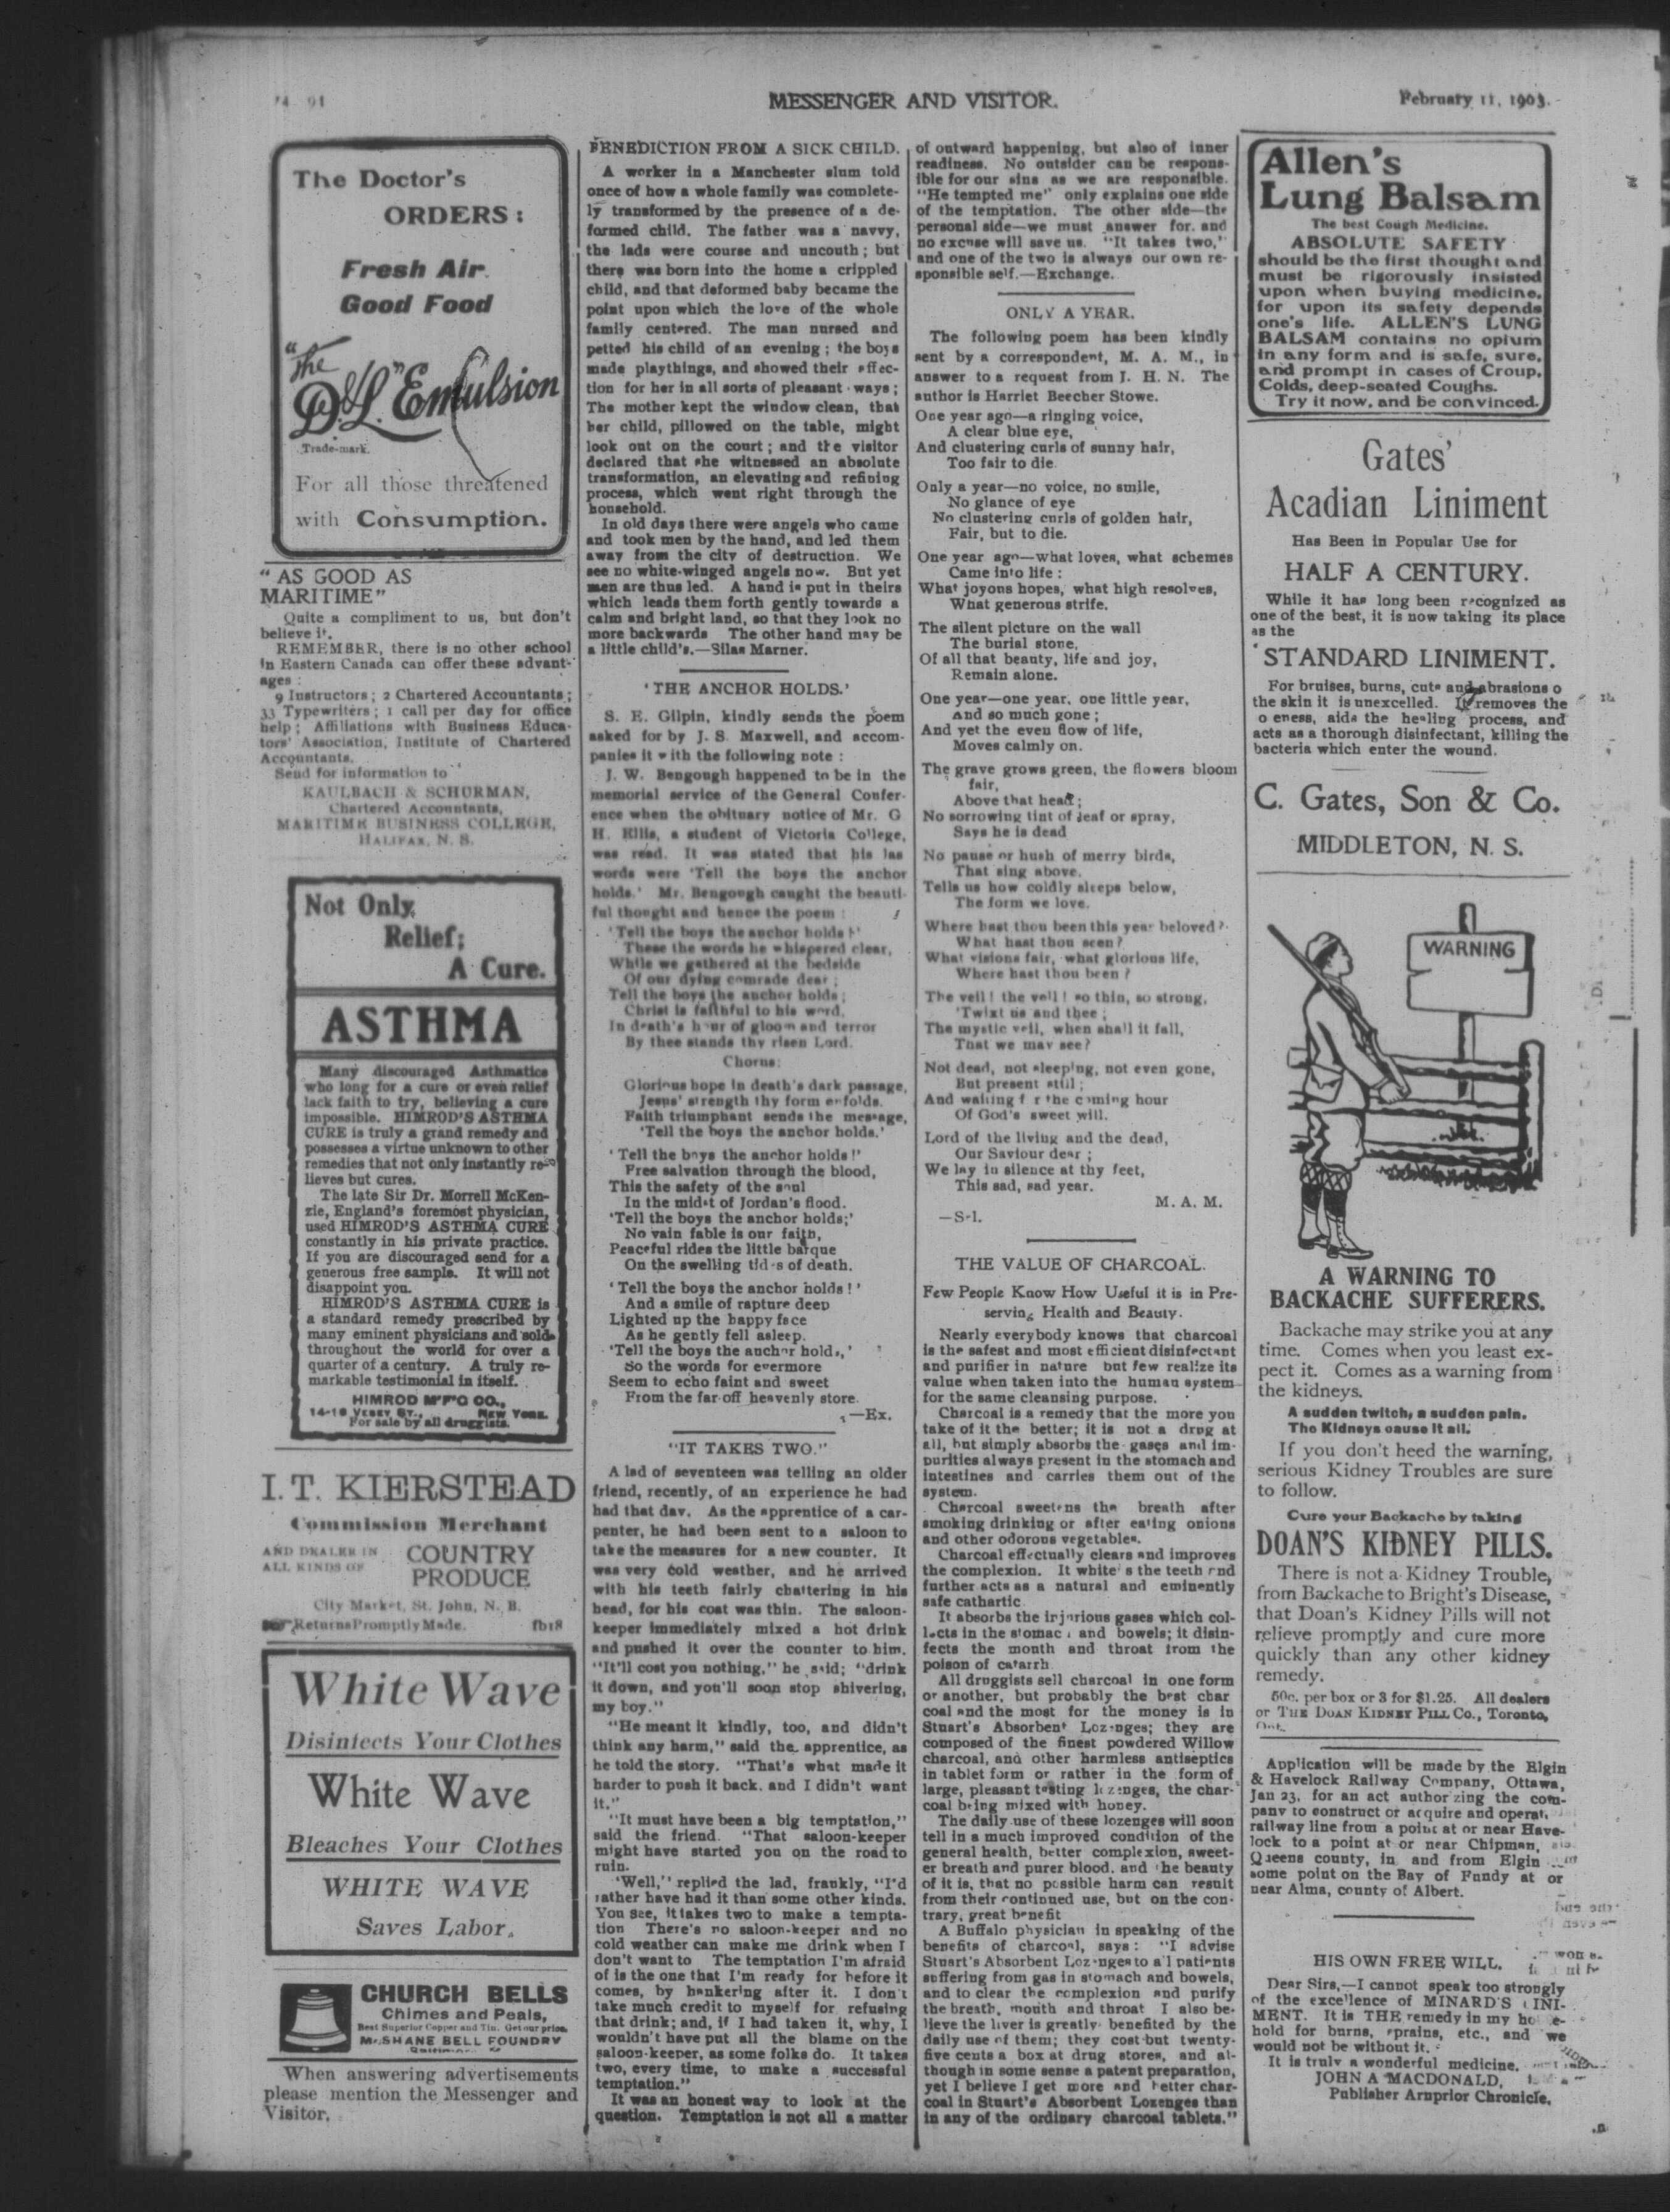 74 91
MESSENGER AND VISITOR.
February 11, 1903.
The Doctor's
ORDERS:
Fresh Air
Good Food
"The
D. & L." Emulsion
Trade-mark.
For all those threatened
with Consumption.
"AS GOOD AS
MARITIME"
Quite a compliment to us, but don't
believe it.
REMEMBER, there is no other school
in Eastern Canada can offer these advant-
ages:
9 Instructors; 2 Chartered Accountants;
33 Typewriters; 1 call per day for office
help; Affiliations with Business Educa-
tors' Association, Institute of Chartered
Accountants.
Send for information to
KAULBACH & SCHURMAN,
Chartered Accountants,
MARITIME BUSINESS COLLEGE,
HALIFAX, N. S.
Not Only
Relief;
A Cure.
ASTHMA
Many discouraged Asthmatics
who long for a cure or even relief
lack faith to try, believing a cure
impossible. HIMROD'S ASTHMA
CURE is truly a grand remedy and
possesses a virtue unknown to other
remedies that not only instantly re-
lieves but cures.
The late Sir Dr. Morrell McKen-
zie, England's foremost physician,
used HIMROD'S ASTHMA CURE
constantly in his private practice.
If you are discouraged send for a
generous free sample. It will not
disappoint you.
HIMROD'S ASTHMA CURE is
a standard remedy prescribed by
many eminent physicians and sold
throughout the world for over a
quarter of a century. A truly re-
markable testimonial in itself.
HIMROD M'F'G CO.,
14-16 VESEY ST., NEW YORK.
For sale by all druggists.
I. T. KIERSTEAD
Commission Merchant
AND DEALER IN
ALL KINDS OF
COUNTRY
PRODUCE
City Market, St. John, N. B.
Returns Promptly Made. fb18
White Wave
Disinfects Your Clothes
White Wave
Bleaches Your Clothes
WHITE WAVE
Saves Labor.
CHURCH BELLS
Chimes and Peals,
Best Superior Copper and Tin. Get our price.
McSHANE BELL FOUNDRY
When answering advertisements
please mention the Messenger and
Visitor.
BENEDICTION FROM A SICK CHILD.
A worker in a Manchester slum told
once of how a whole family was complete-
ly transformed by the presence of a de-
formed child. The father was a navvy,
the lads were course and uncouth; but
there was born into the home a crippled
child, and that deformed baby became the
point upon which the love of the whole
family centered. The man nursed and
petted his child of an evening; the boys
made playthings, and showed their affec-
tion for her in all sorts of pleasant ways;
The mother kept the window clean, that
her child, pillowed on the table, might
look out on the court; and the visitor
declared that she witnessed an absolute
transformation, an elevating and refining
process, which went right through the
household.
In old days there were angels who came
and took men by the hand, and led them
away from the city of destruction. We
see no white-winged angels now. But yet
men are thus led. A hand is put in theirs
which leads them forth gently towards a
calm and bright land, so that they look no
more backwards The other hand may be
a little child's.—Silas Marner.
'THE ANCHOR HOLDS.'
S. E. Gilpin, kindly sends the poem
asked for by J. S. Maxwell, and accom-
panies it with the following note:
J. W. Bengough happened to be in the
memorial service of the General Confer-
ence when the obituary notice of Mr. G
H. Ellis, a student of Victoria College,
was read. It was stated that his las
words were 'Tell the boys the anchor
holds.' Mr. Bengough caught the beauti-
ful thought and hence the poem:
'Tell the boys the anchor holds!'
These the words he whispered clear,
While we gathered at the bedside
Of our dying comrade dear;
Tell the boys the anchor holds;
Christ is faithful to his word,
In death's hour of gloom and terror
By thee stands thy risen Lord.
Chorus:
Glorious hope in death's dark passage,
Jesus' strength thy form enfolds.
Faith triumphant sends the message,
'Tell the boys the anchor holds.'
'Tell the boys the anchor holds!'
Free salvation through the blood,
This the safety of the soul
In the midst of Jordan's flood.
'Tell the boys the anchor holds;'
No vain fable is our faith,
Peaceful rides the little barque
On the swelling tides of death.
'Tell the boys the anchor holds!'
And a smile of rapture deep
Lighted up the happy face
As he gently fell asleep.
'Tell the boys the anchor holds,'
So the words for evermore
Seem to echo faint and sweet
From the far-off heavenly store.
—Ex.
"IT TAKES TWO."
A lad of seventeen was telling an older
friend, recently, of an experience he had
had that day. As the apprentice of a car-
penter, he had been sent to a saloon to
take the measures for a new counter. It
was very cold weather, and he arrived
with his teeth fairly chattering in his
head, for his coat was thin. The saloon-
keeper immediately mixed a hot drink
and pushed it over the counter to him.
"It'll cost you nothing," he said; "drink
it down, and you'll soon stop shivering,
my boy."
"He meant it kindly, too, and didn't
think any harm," said the apprentice, as
he told the story. "That's what made it
harder to push it back. and I didn't want
it."
"It must have been a big temptation,"
said the friend. "That saloon-keeper
might have started you on the road to
ruin.
'Well," replied the lad, frankly, "I'd
rather have had it than some other kinds.
You see, it takes two to make a tempta-
tion There's no saloon-keeper and no
cold weather can make me drink when I
don't want to The temptation I'm afraid
of is the one that I'm ready for before it
comes, by hankering after it. I don't
take much credit to myself for refusing
that drink; and, if I had taken it, why, I
wouldn't have put all the blame on the
saloon-keeper, as some folks do. It takes
two, every time, to make a successful
temptation."
It was an honest way to look at the
question. Temptation is not all a matter
of outward happening, but also of inner
readiness. No outsider can be respons-
ible for our sins as we are responsible.
"He tempted me" only explains one side
of the temptation. The other side—the
personal side—we must answer for, and
no excuse will save us. "It takes two,"
and one of the two is always our own re-
sponsible self.—Exchange.
ONLY A YEAR.
The following poem has been kindly
sent by a correspondent, M. A. M., in
answer to a request from J. H. N. The
author is Harriet Beecher Stowe.
One year ago—a ringing voice,
A clear blue eye,
And clustering curls of sunny hair,
Too fair to die.
Only a year—no voice, no smile,
No glance of eye
No clustering curls of golden hair,
Fair, but to die.
One year ago—what loves, what schemes
Came into life:
What joyons hopes, what high resolves,
What generous strife.
The silent picture on the wall
The burial stone,
Of all that beauty, life and joy,
Remain alone.
One year—one year, one little year,
And so much gone;
And yet the even flow of life,
Moves calmly on.
The grave grows green, the flowers bloom
fair,
Above that head;
No sorrowing tint of leaf or spray,
Says he is dead
No pause or hush of merry birds,
That sing above,
Tells us how coldly sleeps below,
The form we love.
Where hast thou been this year beloved?
What hast thou seen?
What visions fair, what glorious life,
Where hast thou been?
The veil! the veil! so thin, so strong,
'Twixt us and thee;
The mystic veil, when shall it fall,
That we may see?
Not dead, not sleeping, not even gone,
But present still;
And waiting f r the coming hour
Of God's sweet will.
Lord of the living and the dead,
Our Saviour dear;
We lay in silence at thy feet,
This sad, sad year.
M. A. M.
—Sel.
THE VALUE OF CHARCOAL.
Few People Know How Useful it is in Pre-
serving Health and Beauty.
Nearly everybody knows that charcoal
is the safest and most efficient disinfectant
and purifier in nature but few realize its
value when taken into the human system
for the same cleansing purpose.
Charcoal is a remedy that the more you
take of it the better; it is not a drug at
all, but simply absorbs the gases and im-
purities always present in the stomach and
intestines and carries them out of the
system.
Charcoal sweetens the breath after
smoking drinking or after eating onions
and other odorous vegetables.
Charcoal effectually clears and improves
the complexion. It white's the teeth and
further acts as a natural and eminently
safe cathartic
It absorbs the injurious gases which col-
lects in the stomac and bowels; it disin-
fects the mouth and throat from the
poison of catarrh
All druggists sell charcoal in one form
or another, but probably the best char
coal and the most for the money is in
Stuart's Absorbent Lozenges; they are
composed of the finest powdered Willow
charcoal, and other harmless antiseptics
in tablet form or rather in the form of
large, pleasant tasting lozenges, the char-
coal being mixed with honey.
The daily use of these lozenges will soon
tell in a much improved condition of the
general health, better complexion, sweet-
er breath and purer blood. and the beauty
of it is, that no possible harm can result
from their continued use, but on the con-
trary, great benefit
A Buffalo physician in speaking of the
benefits of charcoal, says: "I advise
Stuart's Absorbent Lozenges to all patients
suffering from gas in stomach and bowels,
and to clear the complexion and purify
the breath, mouth and throat I also be-
lieve the liver is greatly benefited by the
daily use of them; they cost but twenty-
five cents a box at drug stores, and al-
though in some sense a patent preparation,
yet I believe I get more and better char-
coal in Stuart's Absorbent Lozenges than
in any of the ordinary charcoal tablets."
Allen's
Lung Balsam
The best Cough Medicine.
ABSOLUTE SAFETY
should be the first thought and
must be rigorously insisted
upon when buying medicine,
for upon its safety depends
one's life. ALLEN'S LUNG
BALSAM contains no opium
in any form and is safe, sure,
and prompt in cases of Croup,
Colds, deep-seated Coughs.
Try it now, and be convinced.
Gates'
Acadian Liniment
Has Been in Popular Use for
HALF A CENTURY.
While it has long been recognized as
one of the best, it is now taking its place
as the
STANDARD LINIMENT.
For bruises, burns, cuts and abrasions o
the skin it is unexcelled. It removes the
o eness, aids the healing process, and
acts as a thorough disinfectant, killing the
bacteria which enter the wound.
C. Gates, Son & Co.
MIDDLETON, N. S.
WARNING
A WARNING TO
BACKACHE SUFFERERS.
Backache may strike you at any
time. Comes when you least ex-
pect it. Comes as a warning from
the kidneys.
A sudden twitch, a sudden pain.
The Kidneys cause it all.
If you don't heed the warning,
serious Kidney Troubles are sure
to follow.
Cure your Backache by taking
DOAN'S KIDNEY PILLS.
There is not a Kidney Trouble,
from Backache to Bright's Disease,
that Doan's Kidney Pills will not
relieve promptly and cure more
quickly than any other kidney
remedy.
50c. per box or 3 for $1.25. All dealers
or THE DOAN KIDNEY PILL CO., Toronto,
Ont.
Application will be made by the Elgin
& Havelock Railway Company, Ottawa,
Jan 23, for an act author zing the com-
pany to construct or acquire and operat
railway line from a point at or near Have-
lock to a point at or near Chipman,
Queens county, in and from Elgin
some point on the Bay of Fundy at or
near Alma, county of Albert.
HIS OWN FREE WILL.
Dear Sirs,—I cannot speak too strongly
of the excellence of MINARD'S LINI-
MENT. It is THE remedy in my ho e-
hold for burns, sprains, etc., and we
would not be without it.
It is truly a wonderful medicine.
JOHN A MACDONALD,
Publisher Arnprior Chronicle.